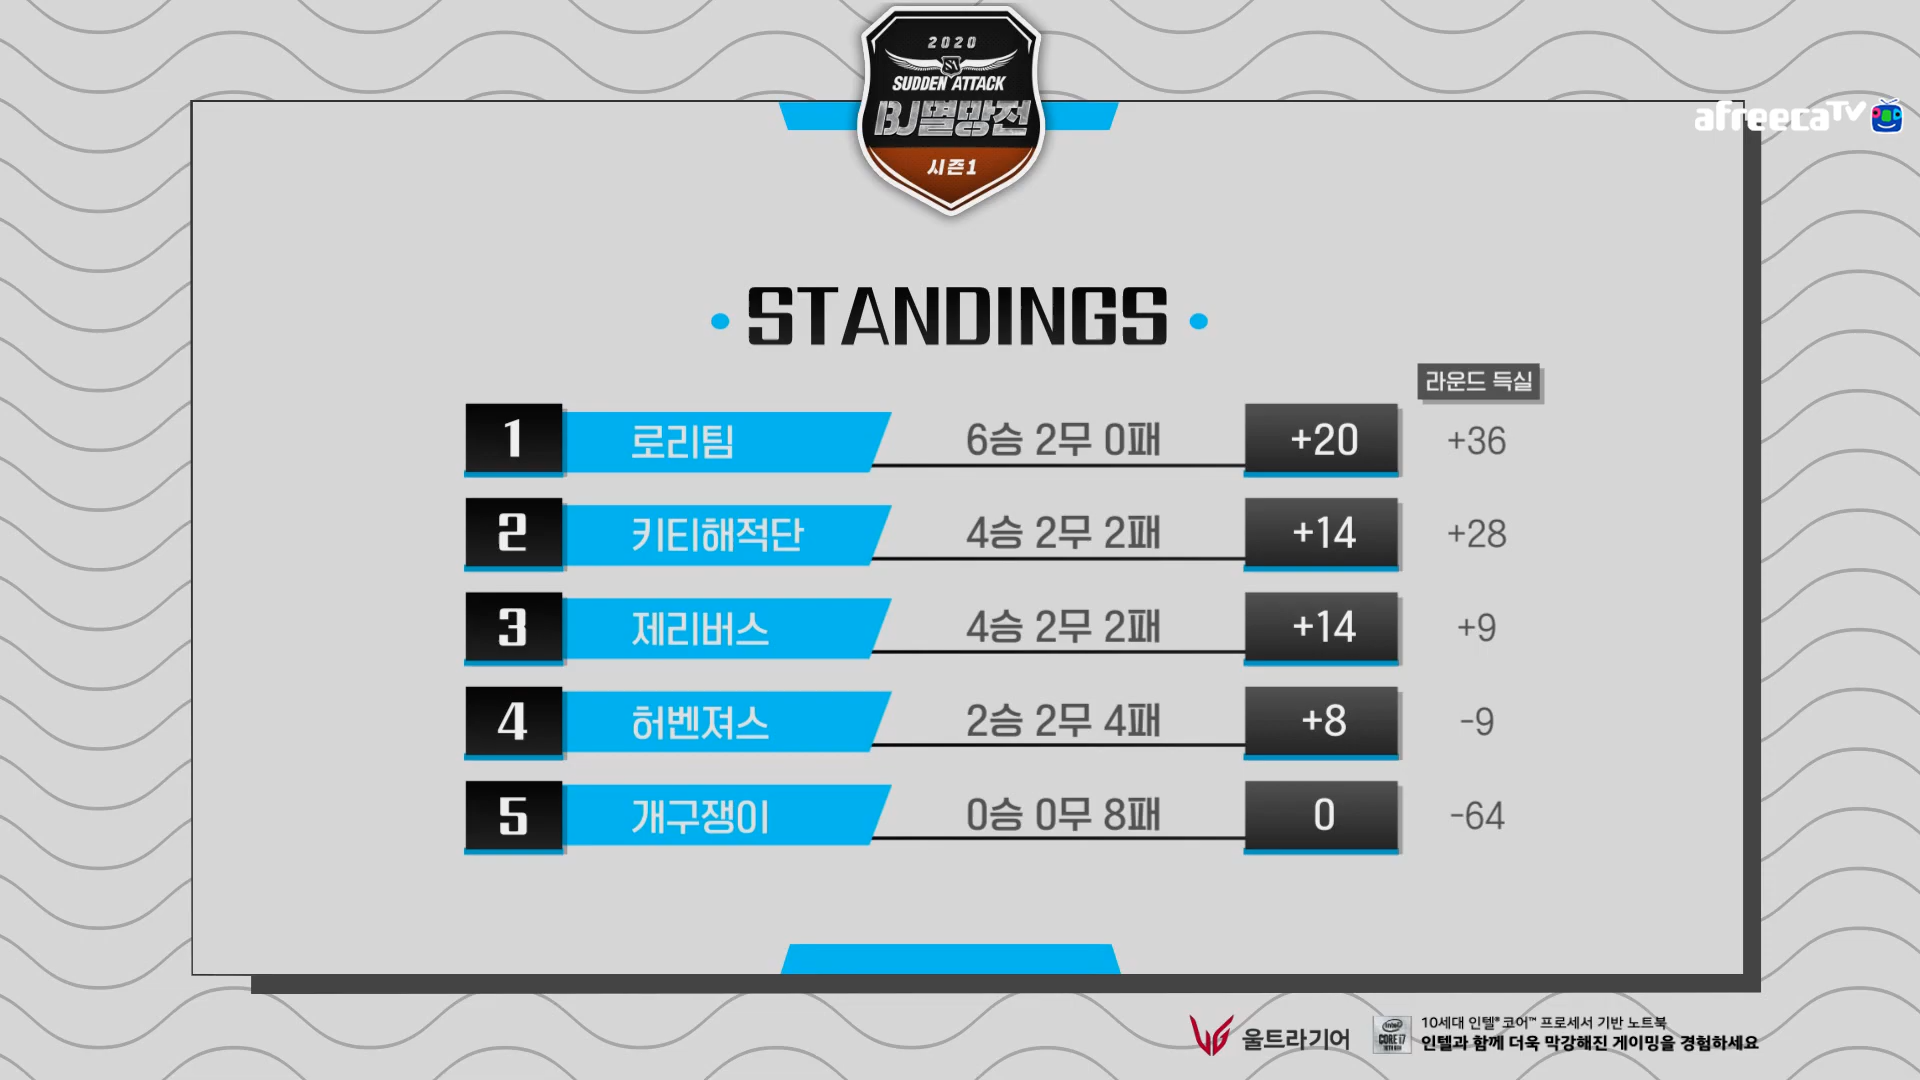 2020
SA
SUDDEN ATTACK
BJ멸망전
시즌1
afreecaTV
STANDINGS
라운드 득실
1 로리팀 6승 2무 0패 +20 +36
2 키티해적단 4승 2무 2패 +14 +28
3 제리버스 4승 2무 2패 +14 +9
4 허벤져스 2승 2무 4패 +8 -9
5 개구쟁이 0승 0무 8패 0 -64
울트라기어
intel
CORE i7
10세대 인텔® 코어™ 프로세서 기반 노트북
인텔과 함께 더욱 막강해진 게이밍을 경험하세요